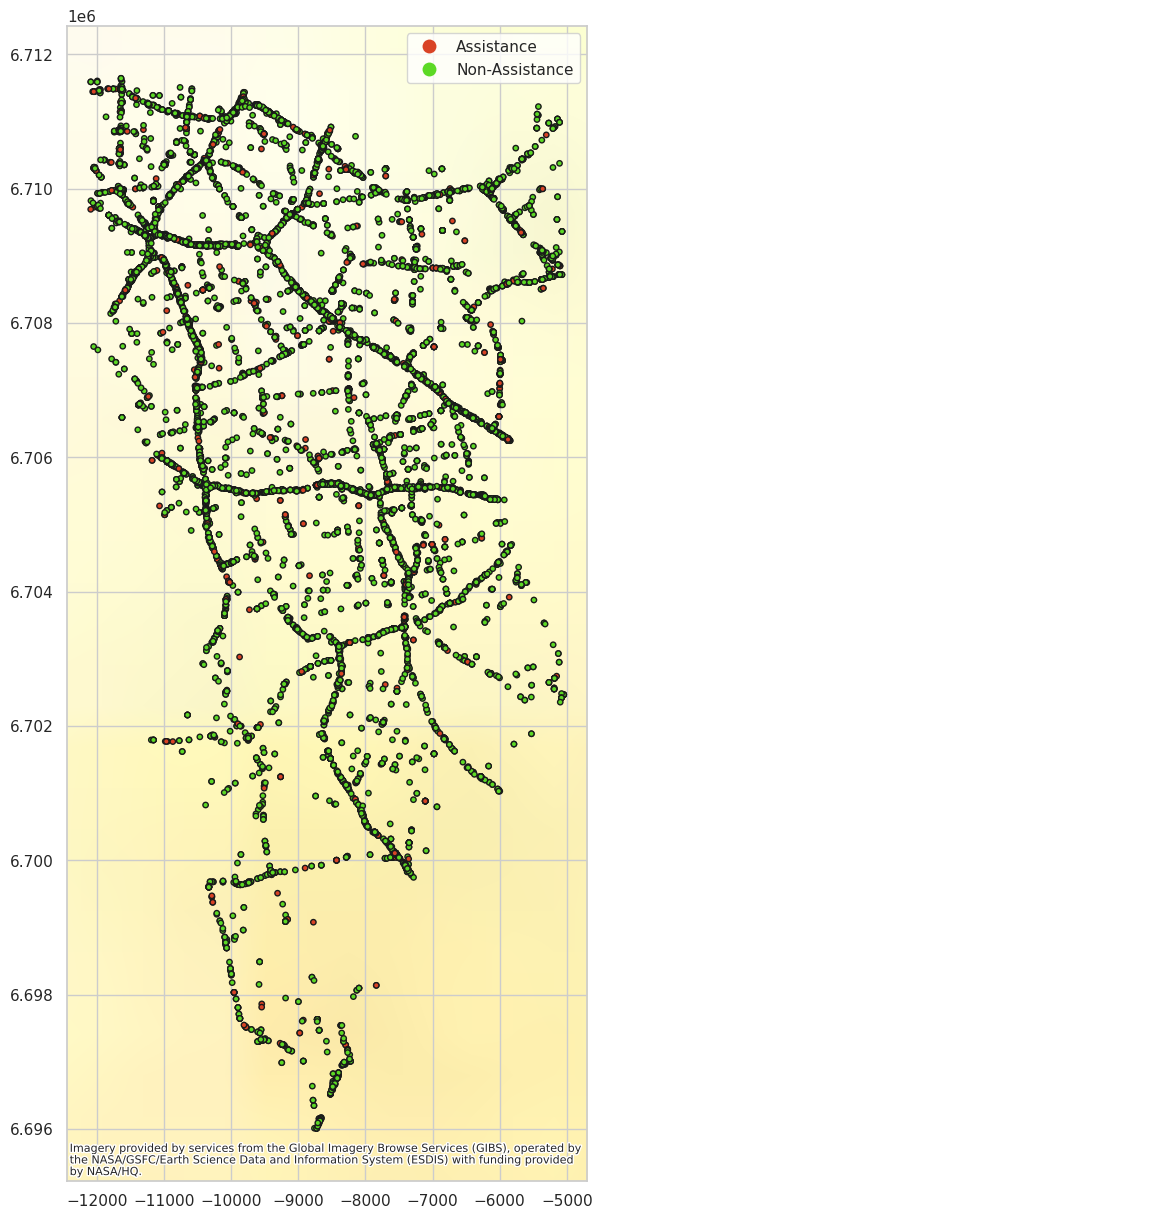 1e6
Assistance
Non-Assistance
6.712
6.710
6.708
6.706
6.704
6.702
6.700
6.698
6.696
Imagery provided by services from the Global Imagery Browse Services (GIBS), operated by
the NASA/GSFC/Earth Science Data and Information System (ESDIS) with funding provided
by NASA/HQ.
−12000 −11000 −10000 −9000 −8000 −7000 −6000 −5000